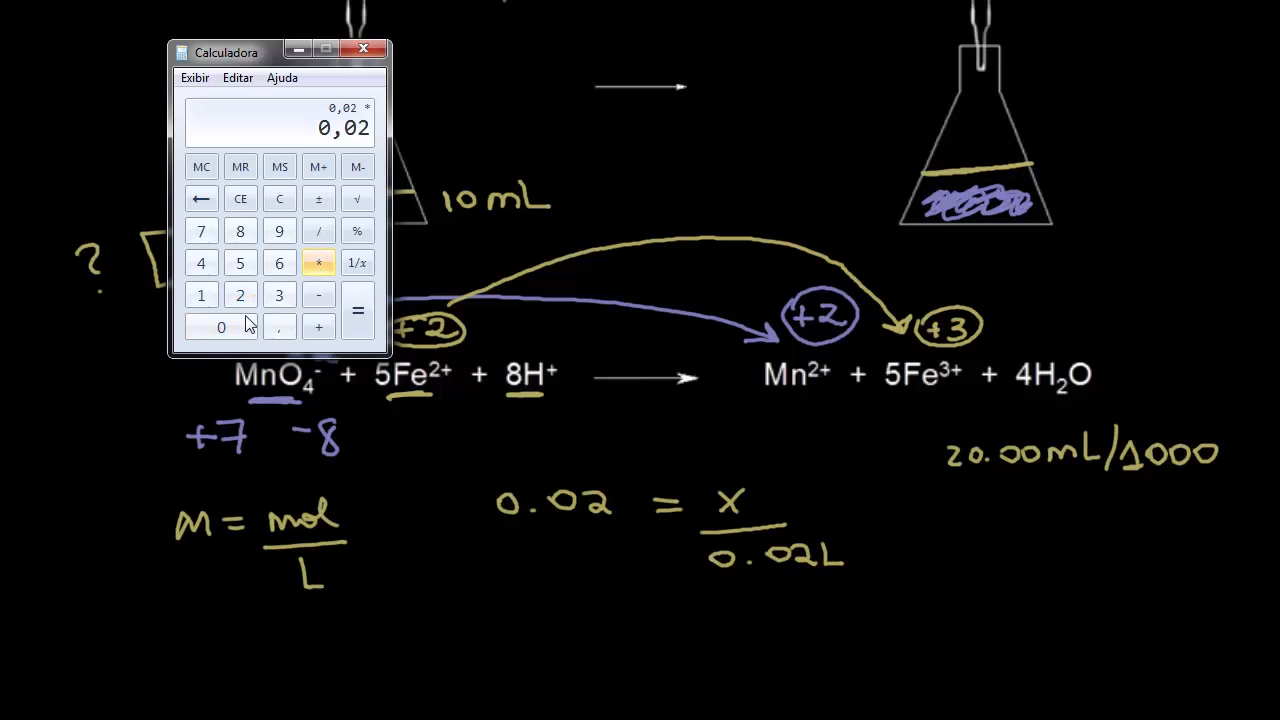 Calculadora
Exibir Editar Ajuda
0,02 *
0,02
MC MR MS M+ M-
← CE C ± √
7 8 9 / %
4 5 6 * 1/x
1 2 3 - =
0 , +
10 mL
?
+2 +2 +3
MnO₄⁻ + 5Fe²⁺ + 8H⁺ → Mn²⁺ + 5Fe³⁺ + 4H₂O
+7 -8
20.00mL/1000
M = mol/L
0.02 = X/0.02L